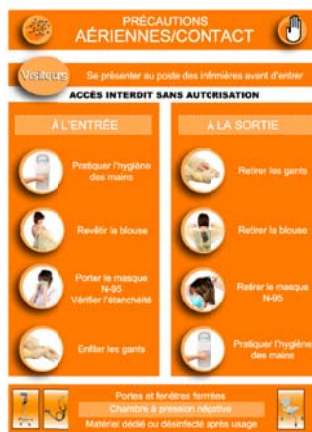 PRÉCAUTIONS
AÉRIENNES/CONTACT
Visiteurs
Se présenter au poste des infirmières avant d'entrer
ACCÈS INTERDIT SANS AUTORISATION
À L'ENTRÉE
Pratiquer l'hygiène
des mains
Revêtir la blouse
Porter le masque
N-95
Vérifier l'étanchéité
Enfiler les gants
À LA SORTIE
Retirer les gants
Retirer la blouse
Retirer le masque
N-95
Pratiquer l'hygiène
des mains
Portes et fenêtres fermées
Chambre à pression négative
Matériel dédié ou désinfecté après usage